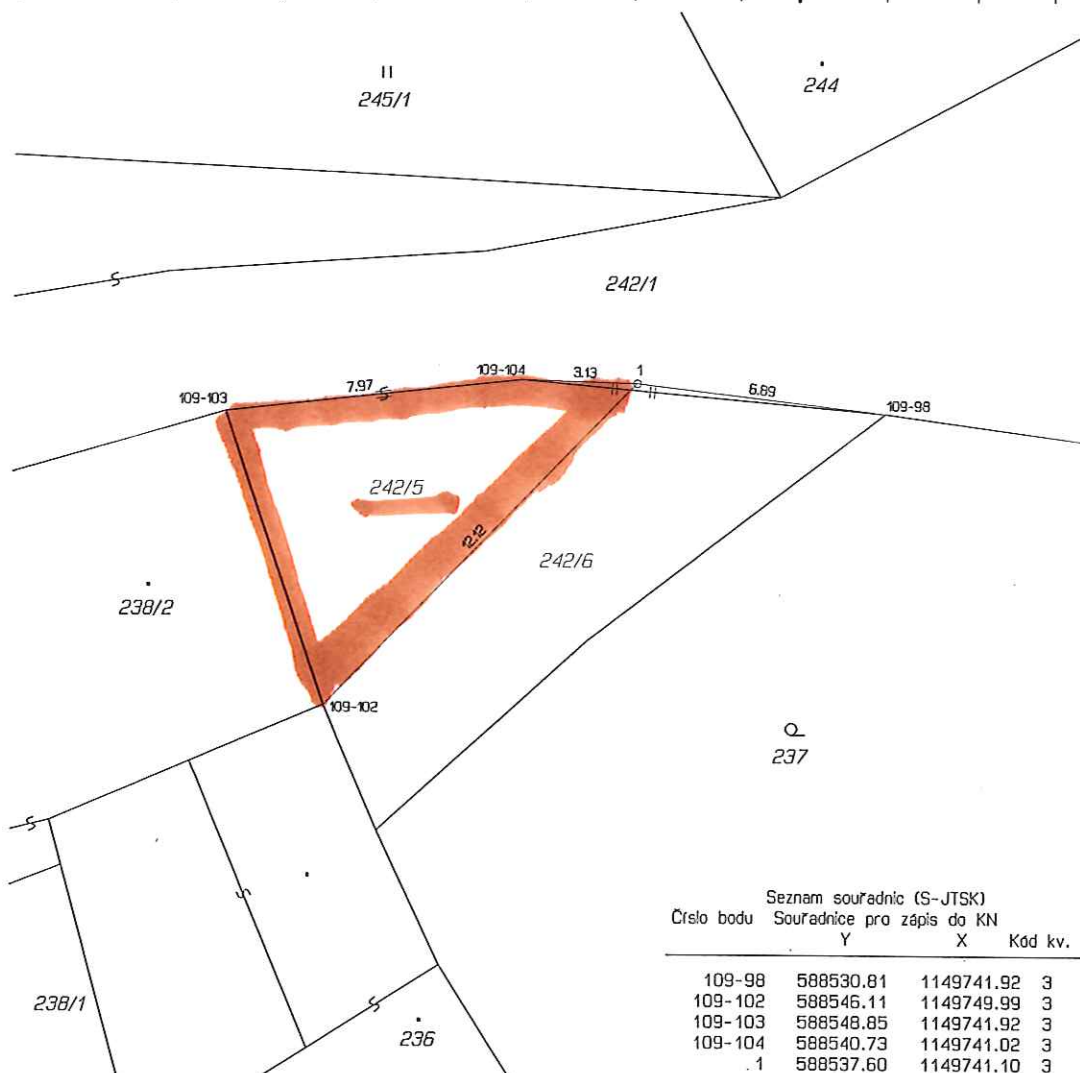 245/1
244
242/1
109-104
3.13
1
109-103
7.97
6.89
109-98
242/5
12.12
242/6
238/2
109-102
237
Seznam souřadnic (S-JTSK)
Číslo bodu Souřadnice pro zápis do KN
Y X Kód kv.
109-98 588530.81 1149741.92 3
109-102 588546.11 1149749.99 3
109-103 588548.85 1149741.92 3
109-104 588540.73 1149741.02 3
1 588537.60 1149741.10 3
238/1
236